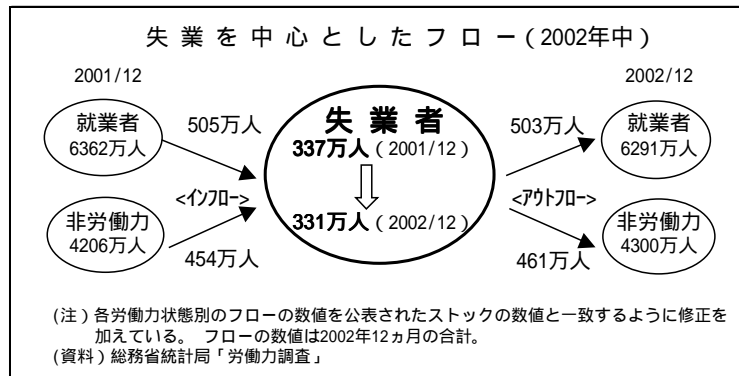 失業を中心としたフロー(2002年中)
2001/12
2002/12
就業者
6362万人
505万人
失業者
337万人(2001/12)
503万人
就業者
6291万人
<インフロー>
<アウトフロー>
非労働力
4206万人
454万人
331万人(2002/12)
461万人
非労働力
4300万人
(注)各労働力状態別のフローの数値を公表されたストックの数値と一致するように修正を
加えている。 フローの数値は2002年12ヵ月の合計。
(資料)総務省統計局「労働力調査」